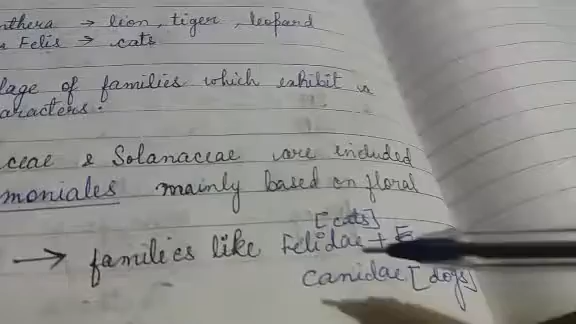 nthera → lion, tiger, leopard
Felis → cats
lage of families which exhibit
aracters.
ceae & Solanaceae are included
moniales mainly based on floral
[cats]
→ families like Felidae +
canidae [dogs]